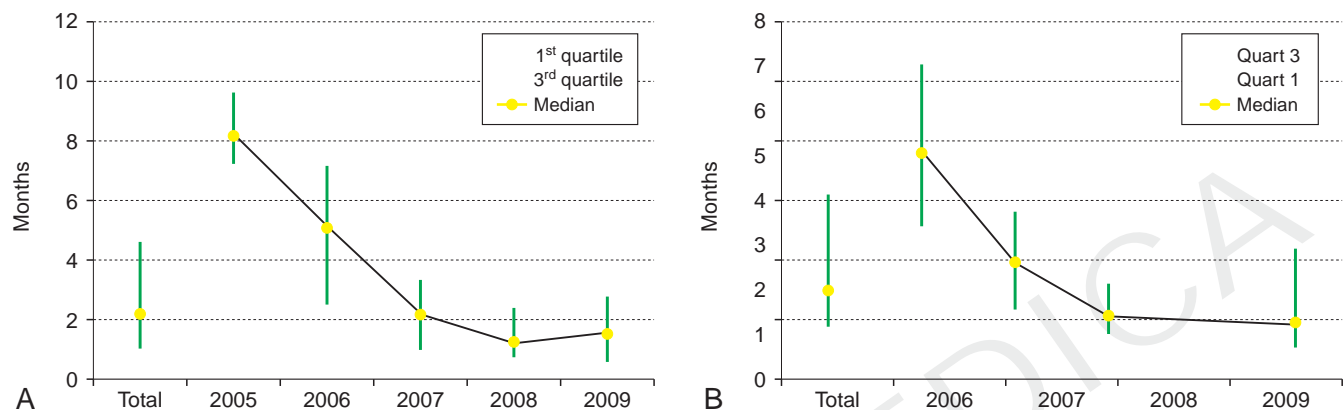 12
10
8
6
4
2
0
Months
1st quartile
3rd quartile
Median
A
Total 2005 2006 2007 2008 2009
8
7
6
5
4
3
2
1
0
Months
Quart 3
Quart 1
Median
B
Total 2006 2007 2008 2009
EDICA